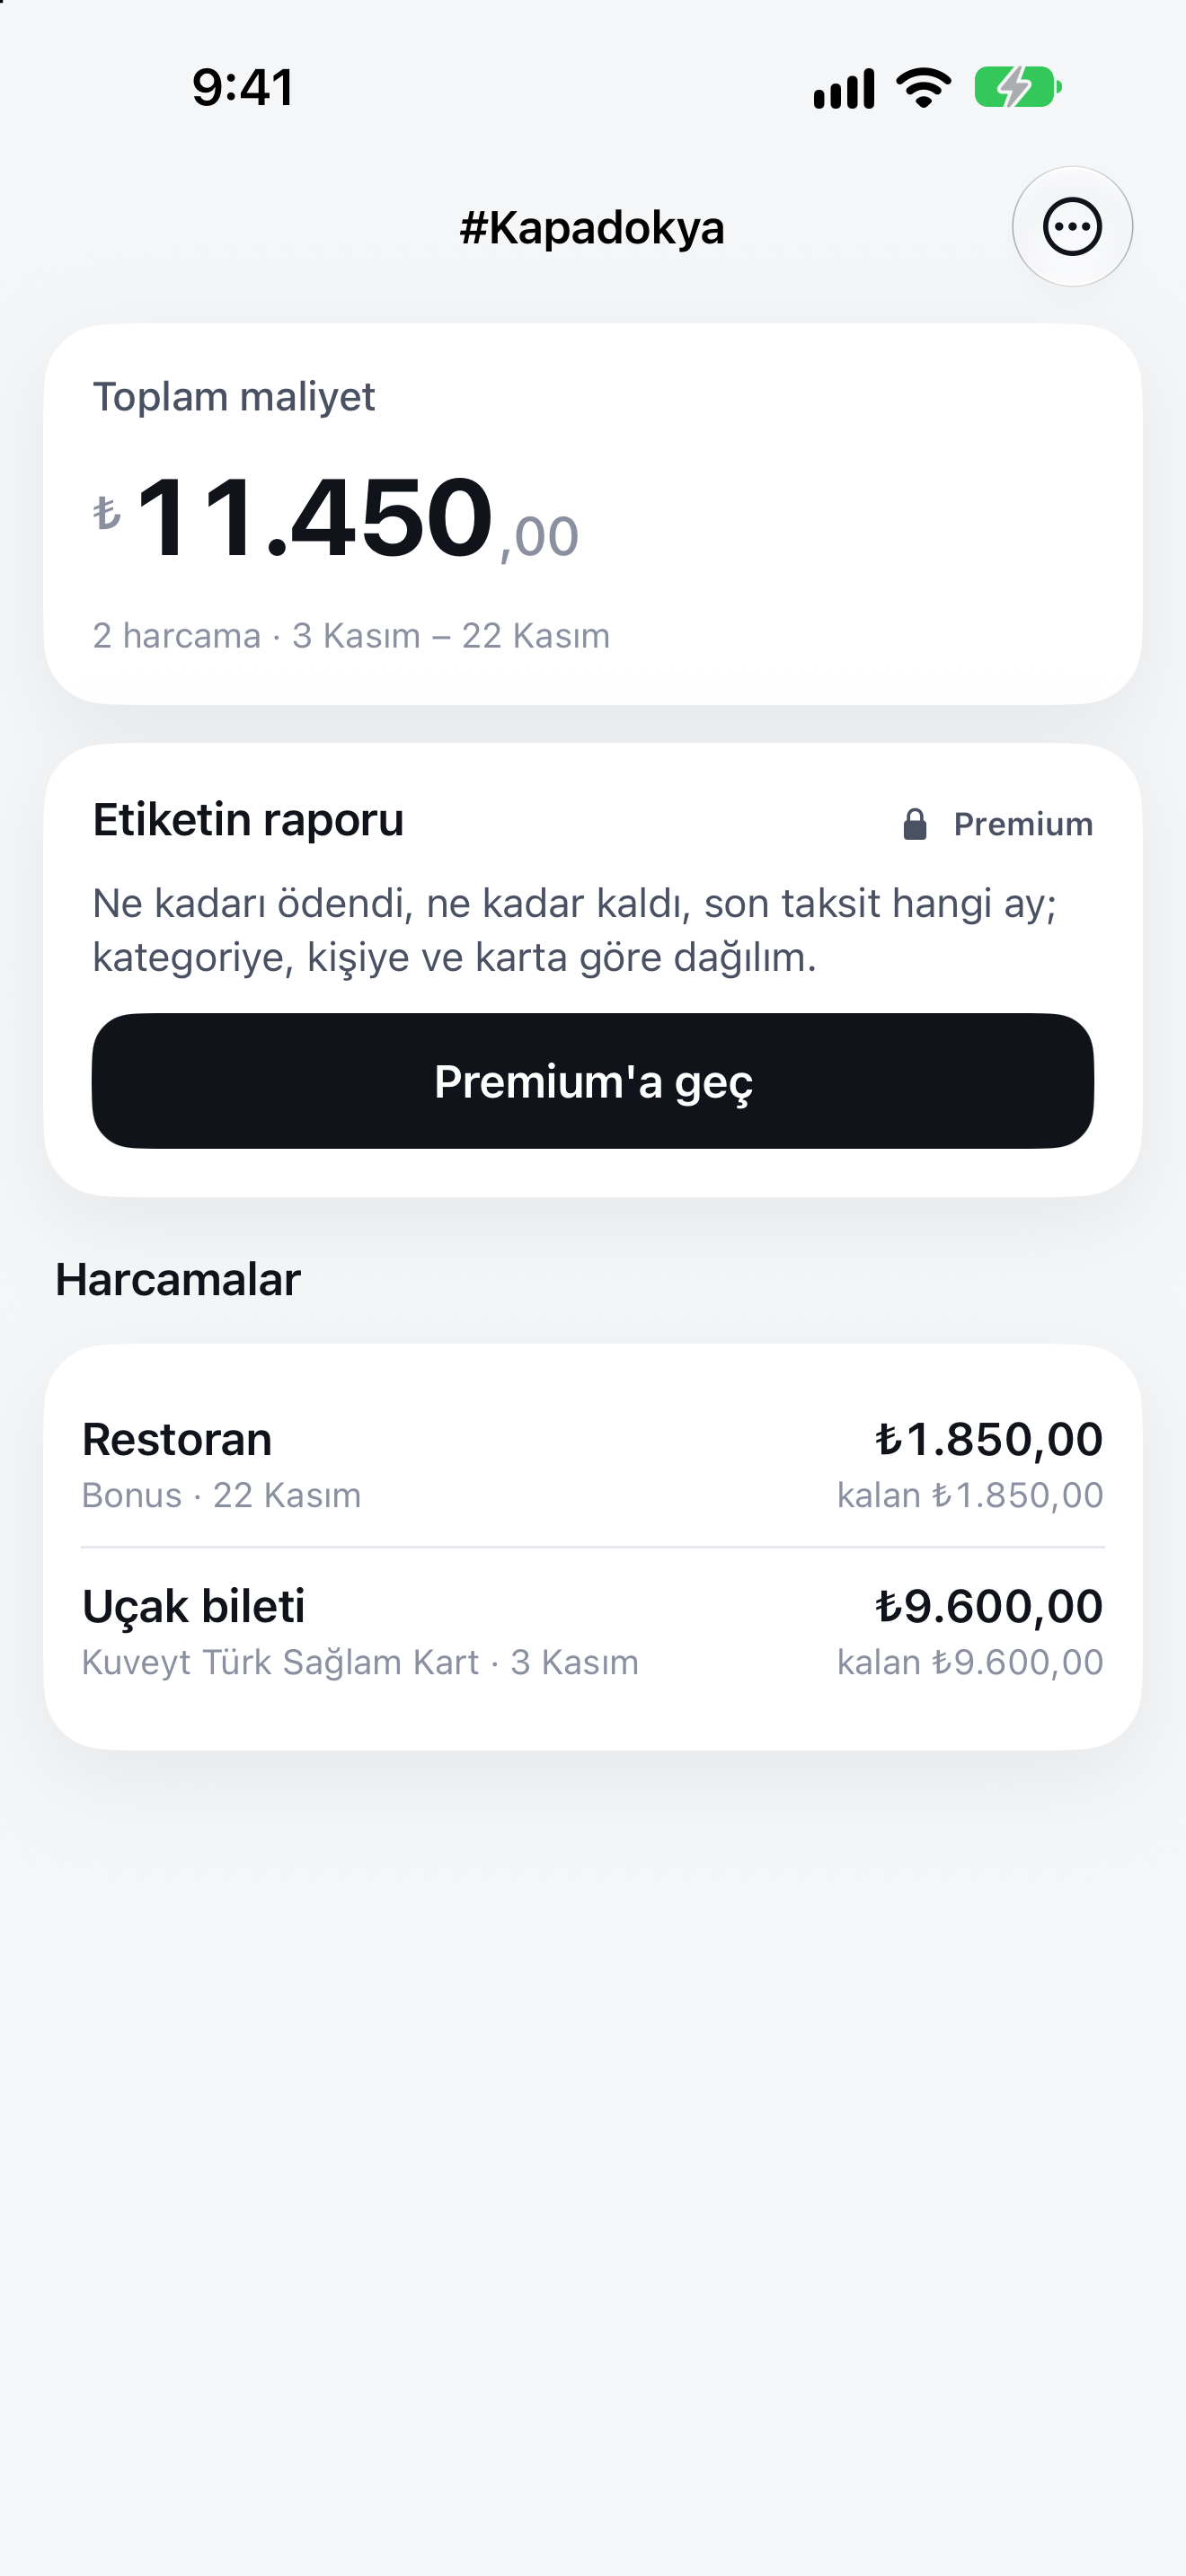 9:41
#Kapadokya
Toplam maliyet
₺11.450,00
2 harcama · 3 Kasım – 22 Kasım
Etiketin raporu
Premium
Ne kadarı ödendi, ne kadar kaldı, son taksit hangi ay;
kategoriye, kişiye ve karta göre dağılım.
Premium'a geç
Harcamalar
Restoran ₺1.850,00
Bonus · 22 Kasım kalan ₺1.850,00
Uçak bileti ₺9.600,00
Kuveyt Türk Sağlam Kart · 3 Kasım kalan ₺9.600,00